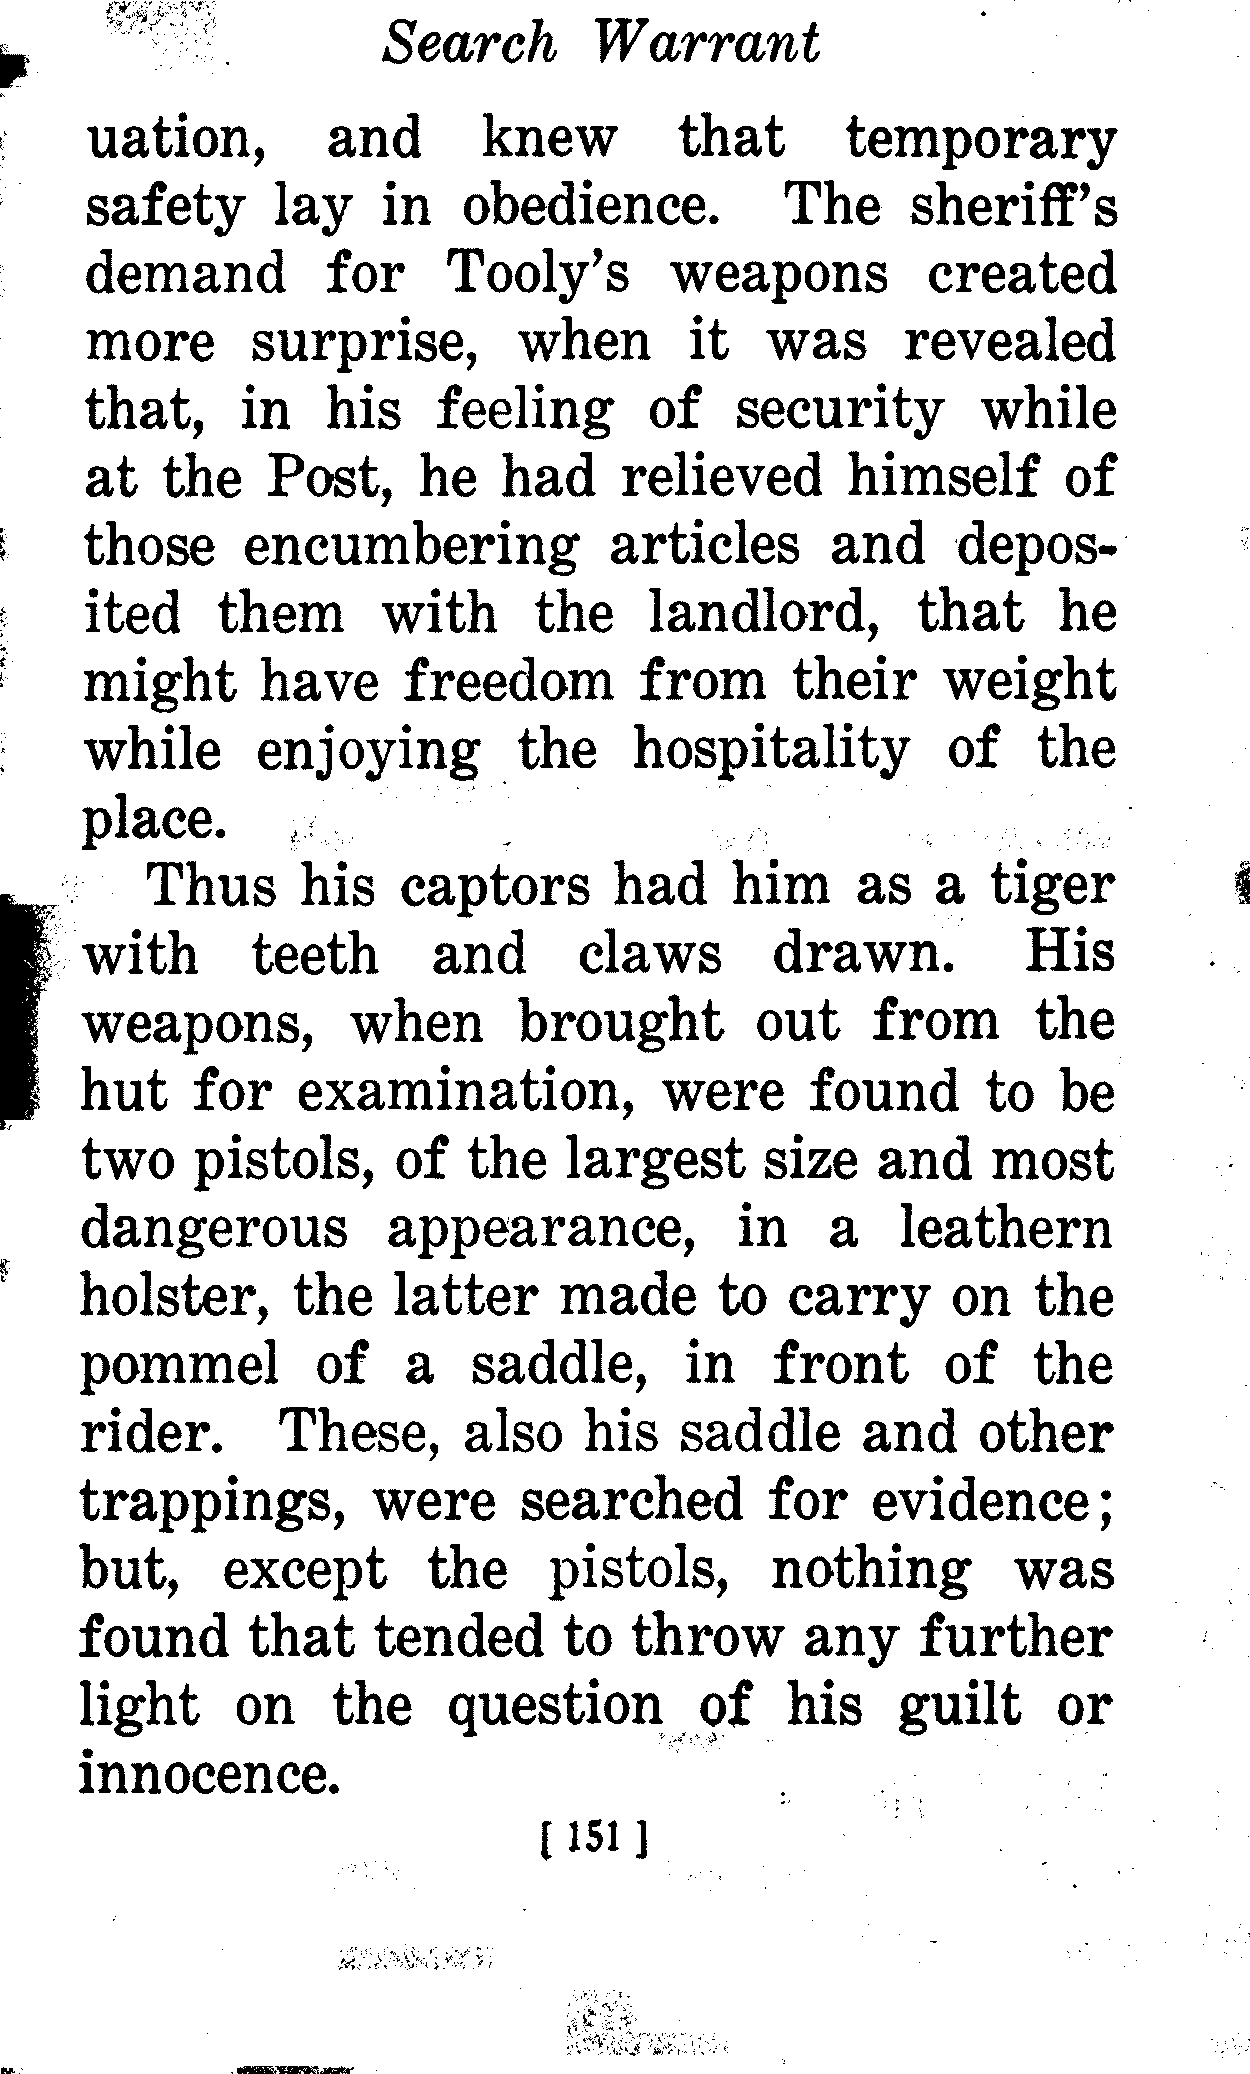 Search Warrant
uation, and knew that temporary
safety lay in obedience. The sheriff's
demand for Tooly's weapons created
more surprise, when it was revealed
that, in his feeling of security while
at the Post, he had relieved himself of
those encumbering articles and depos-
ited them with the landlord, that he
might have freedom from their weight
while enjoying the hospitality of the
place.
Thus his captors had him as a tiger
with teeth and claws drawn. His
weapons, when brought out from the
hut for examination, were found to be
two pistols, of the largest size and most
dangerous appearance, in a leathern
holster, the latter made to carry on the
pommel of a saddle, in front of the
rider. These, also his saddle and other
trappings, were searched for evidence;
but, except the pistols, nothing was
found that tended to throw any further
light on the question of his guilt or
innocence.
[ 151 ]